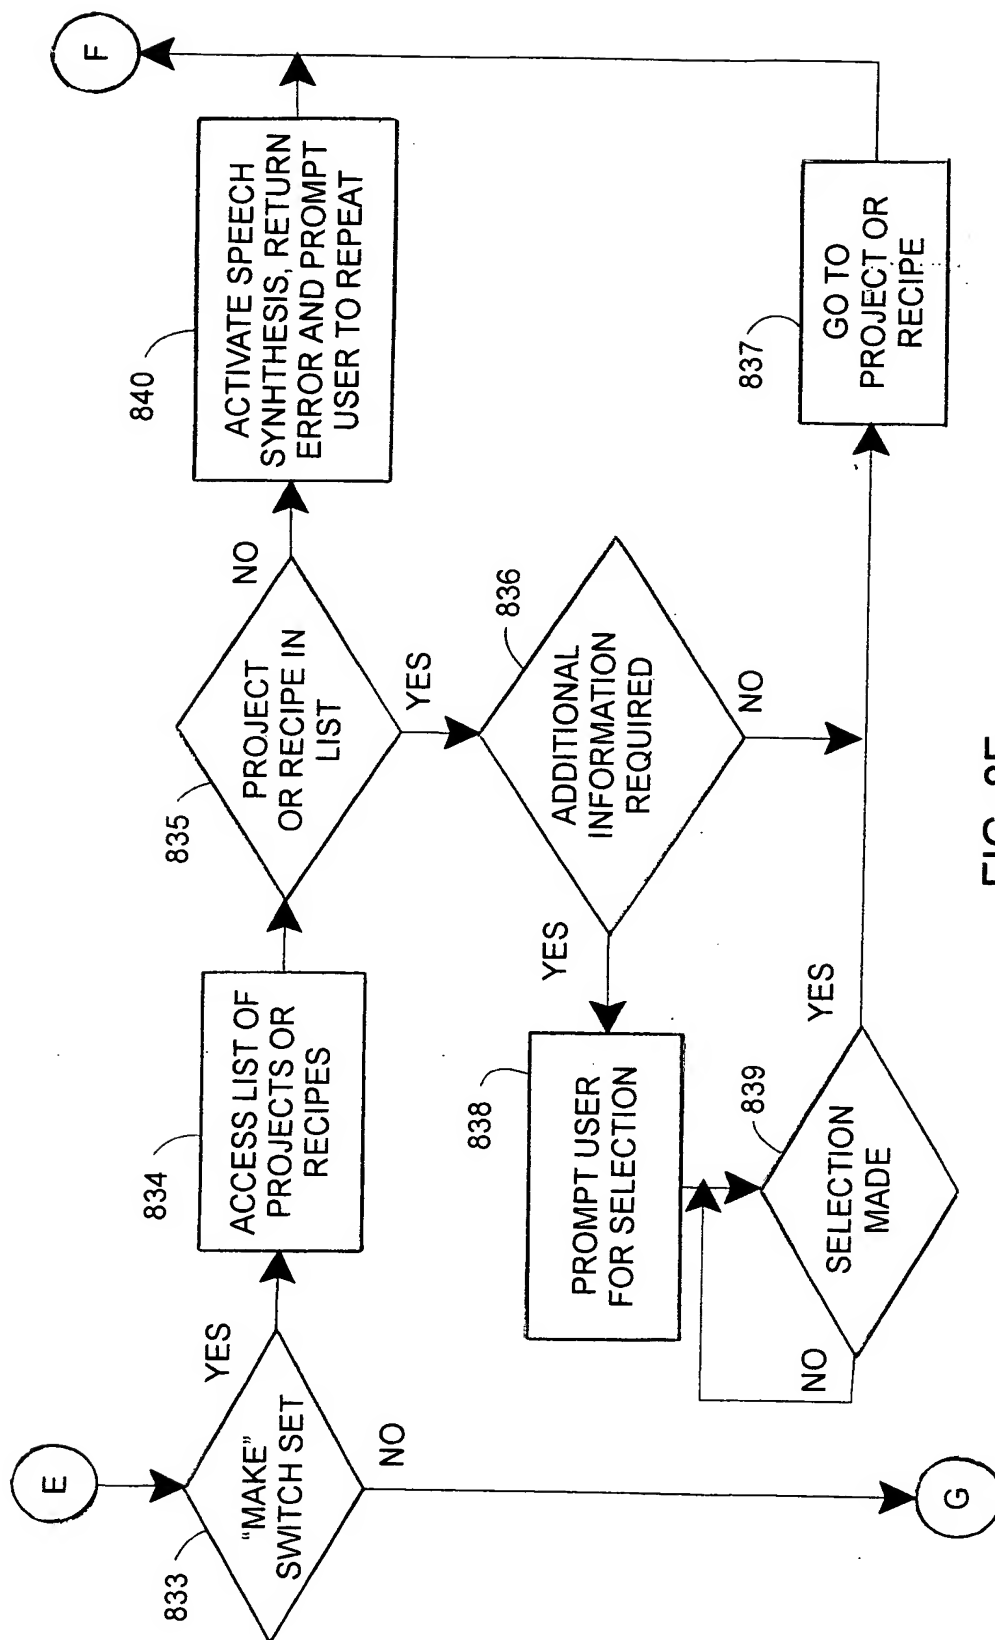 E
833
"MAKE"
SWITCH SET
YES
NO
G
834
ACCESS LIST OF
PROJECTS OR
RECIPES
835
PROJECT
OR RECIPE IN
LIST
NO
YES
840
ACTIVATE SPEECH
SYNHTHESIS, RETURN
ERROR AND PROMPT
USER TO REPEAT
F
836
ADDITIONAL
INFORMATION
REQUIRED
YES
NO
838
PROMPT USER
FOR SELECTION
839
SELECTION
MADE
NO
YES
837
GO TO
PROJECT OR
RECIPE
FIG.